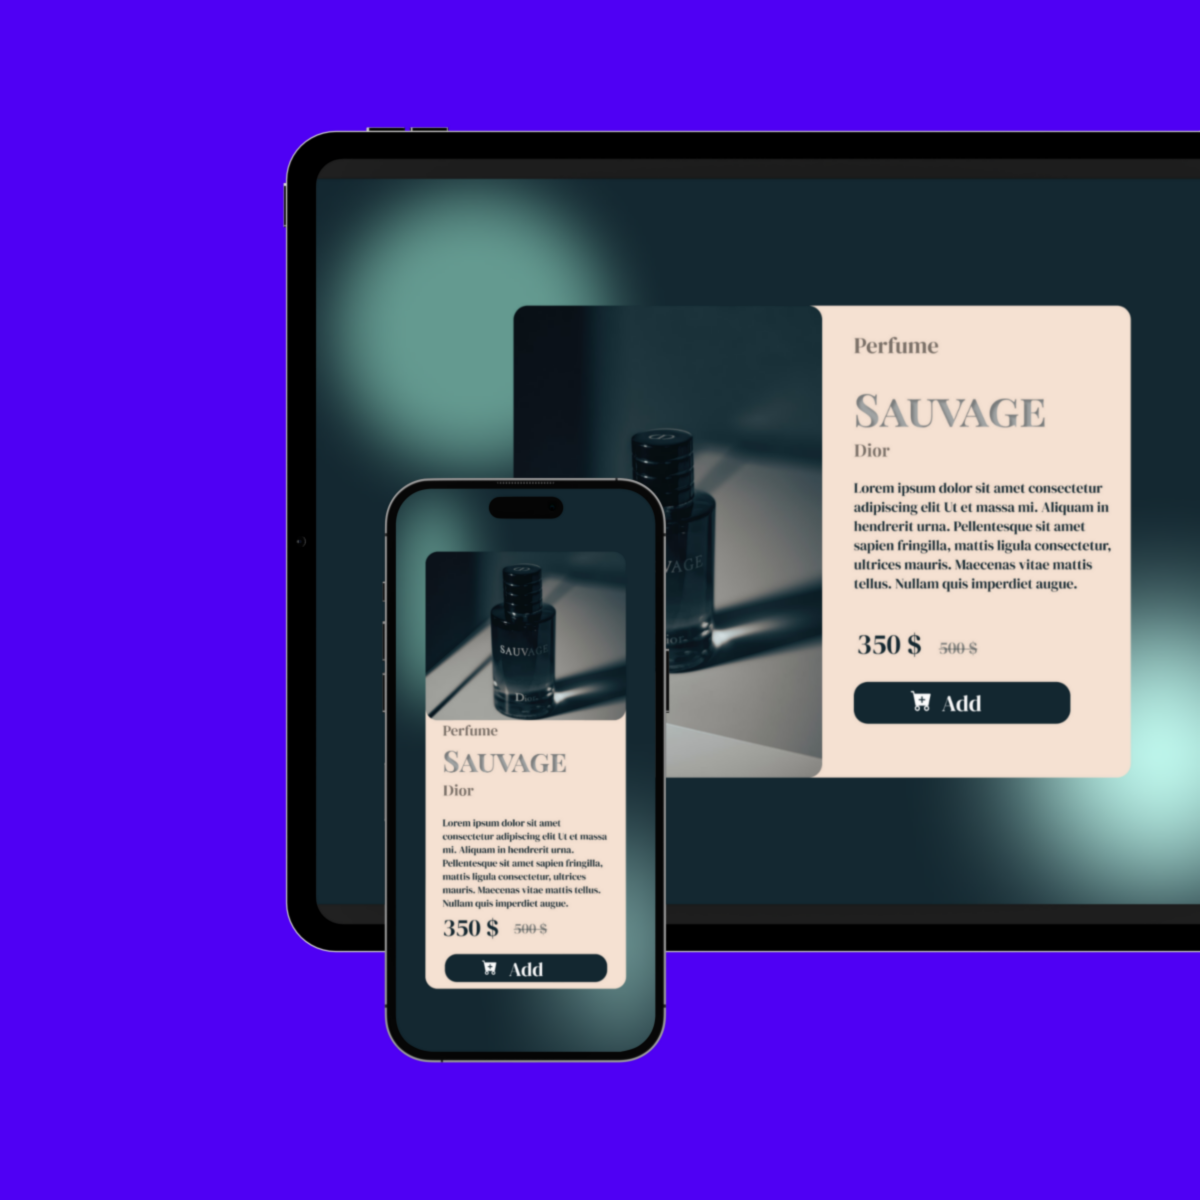 Perfume
SAUVAGE
Dior
Lorem ipsum dolor sit amet consectetur
adipiscing elit Ut et massa mi. Aliquam in
hendrerit urna. Pellentesque sit amet
sapien fringilla, mattis ligula consectetur,
ultrices mauris. Maecenas vitae mattis
tellus. Nullam quis imperdiet augue.
350 $ 500 $
Add
VAGE
SAUVAGE
Perfume
SAUVAGE
Dior
Lorem ipsum dolor sit amet
consectetur adipiscing elit Ut et massa
mi. Aliquam in hendrerit urna.
Pellentesque sit amet sapien fringilla,
mattis ligula consectetur, ultrices
mauris. Maecenas vitae mattis tellus.
Nullam quis imperdiet augue.
350 $ 500 $
Add